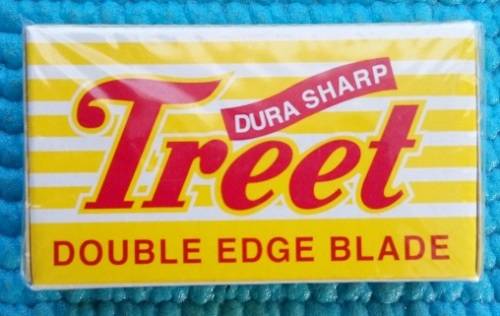 DURA SHARP
Treet
DOUBLE EDGE BLADE